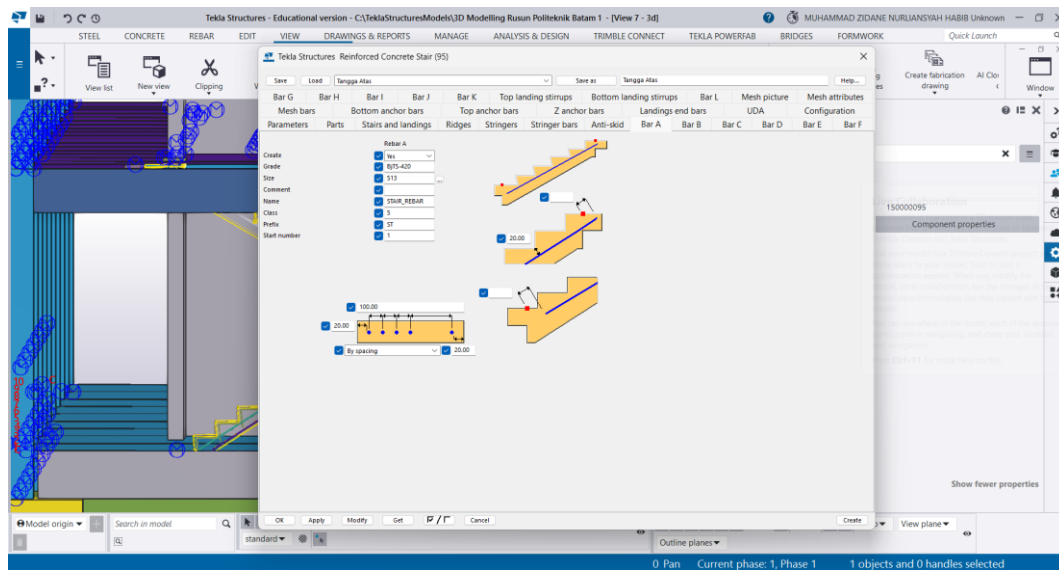 Tekla Structures - Educational version - C:\TeklaStructuresModels\3D Modelling Rusun Politeknik Batam 1 - [View 7 - 3d]
MUHAMMAD ZIDANE NURLIANSYAH HABIB Unknown
STEEL CONCRETE REBAR EDIT VIEW DRAWINGS & REPORTS MANAGE ANALYSIS & DESIGN TRIMBLE CONNECT TEKLA POWERFAB BRIDGES FORMWORK Quick Launch
View list New view Clipping
Create fabrication drawing
AI Clo
Window
Tekla Structures Reinforced Concrete Stair (95)
Save Load Tangga Atas Save as Tangga Atas Help...
Bar G Bar H Bar I Bar J Bar K Top landing stirrups Bottom landing stirrups Bar L Mesh picture Mesh attributes
Mesh bars Bottom anchor bars Top anchor bars Z anchor bars Landings end bars UDA Configuration
Parameters Parts Stairs and landings Ridges Stringers Stringer bars Anti-skid Bar A Bar B Bar C Bar D Bar E Bar F
Rebar A
Create Yes
Grade BJTS-420
Size S13 ...
Comment
Name STAIR_REBAR
Class 5
Prefix ST
Start number 1
20.00
100.00
20.00
By spacing 20.00
150000095
Component properties
Show fewer properties
OK Apply Modify Get Cancel Create
Model origin Search in model
standard
View plane
Outline planes
0 Pan Current phase: 1, Phase 1 1 objects and 0 handles selected